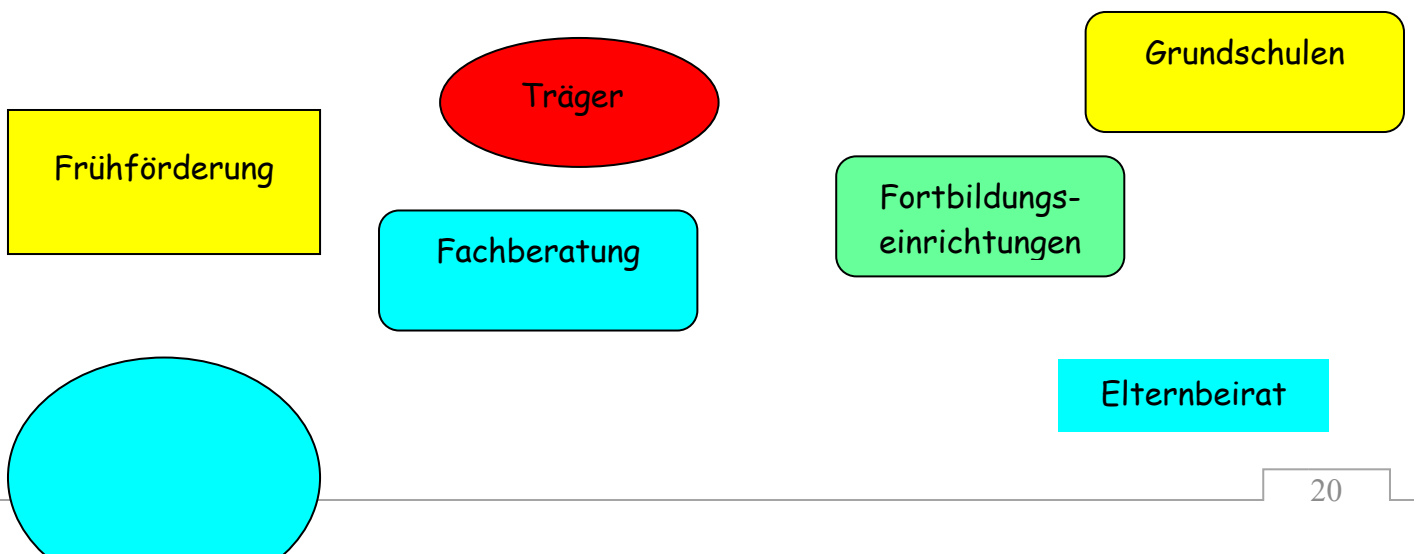 Grundschulen
Träger
Frühförderung
Fortbildungs-
einrichtungen
Fachberatung
Elternbeirat
20